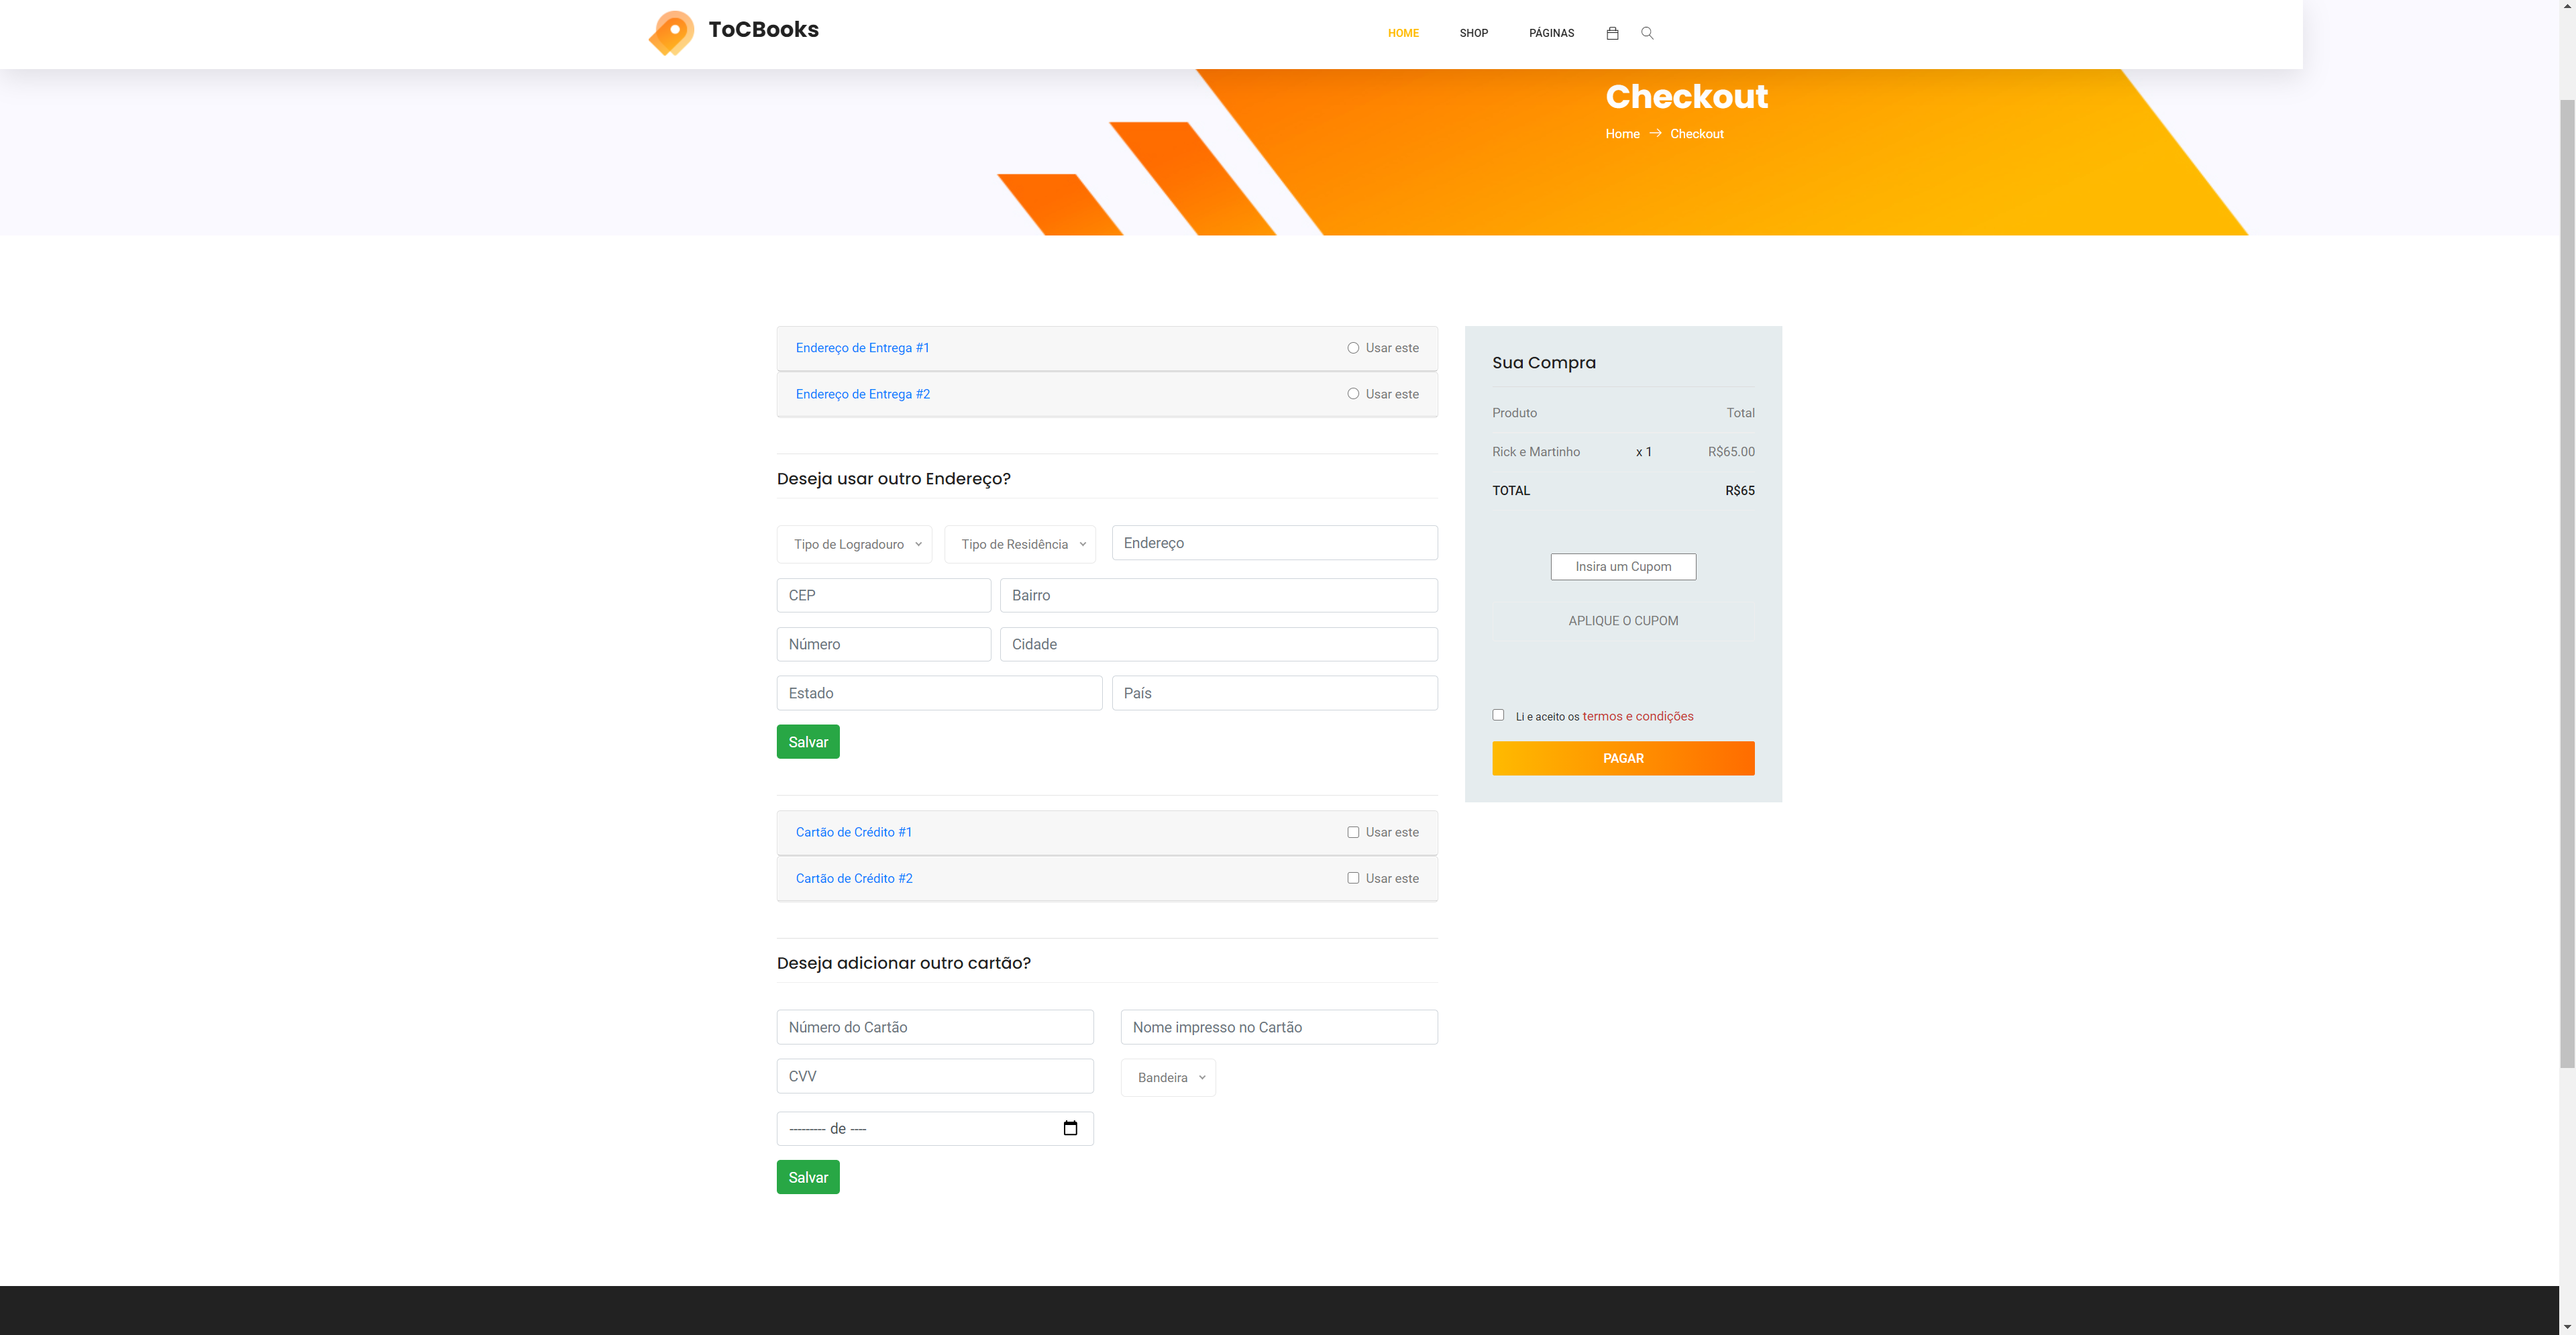 ToCBooks
HOME SHOP PÁGINAS
Checkout
Home → Checkout
Endereço de Entrega #1 Usar este
Endereço de Entrega #2 Usar este
Deseja usar outro Endereço?
Tipo de Logradouro Tipo de Residência Endereço
CEP Bairro
Número Cidade
Estado País
Salvar
Cartão de Crédito #1 Usar este
Cartão de Crédito #2 Usar este
Deseja adicionar outro cartão?
Número do Cartão Nome impresso no Cartão
CVV Bandeira
--------- de ----
Salvar
Sua Compra
Produto Total
Rick e Martinho x 1 R$65.00
TOTAL R$65
Insira um Cupom
APLIQUE O CUPOM
Li e aceito os termos e condições
PAGAR